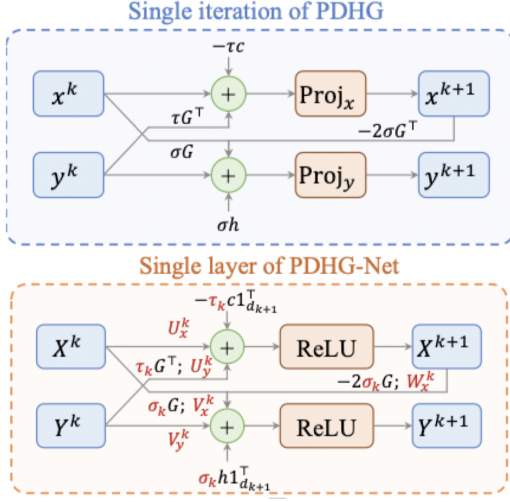 Single iteration of PDHG
−τc
x^k
+
Proj_x
x^{k+1}
τG^⊤
−2σG^⊤
σG
y^k
+
Proj_y
y^{k+1}
σh
Single layer of PDHG-Net
−τ_k c1^⊤_{d_{k+1}}
U_x^k
X^k
+
ReLU
X^{k+1}
τ_k G^⊤; U_y^k
−2σ_k G; W_x^k
σ_k G; V_x^k
Y^k
V_y^k
+
ReLU
Y^{k+1}
σ_k h1^⊤_{d_{k+1}}